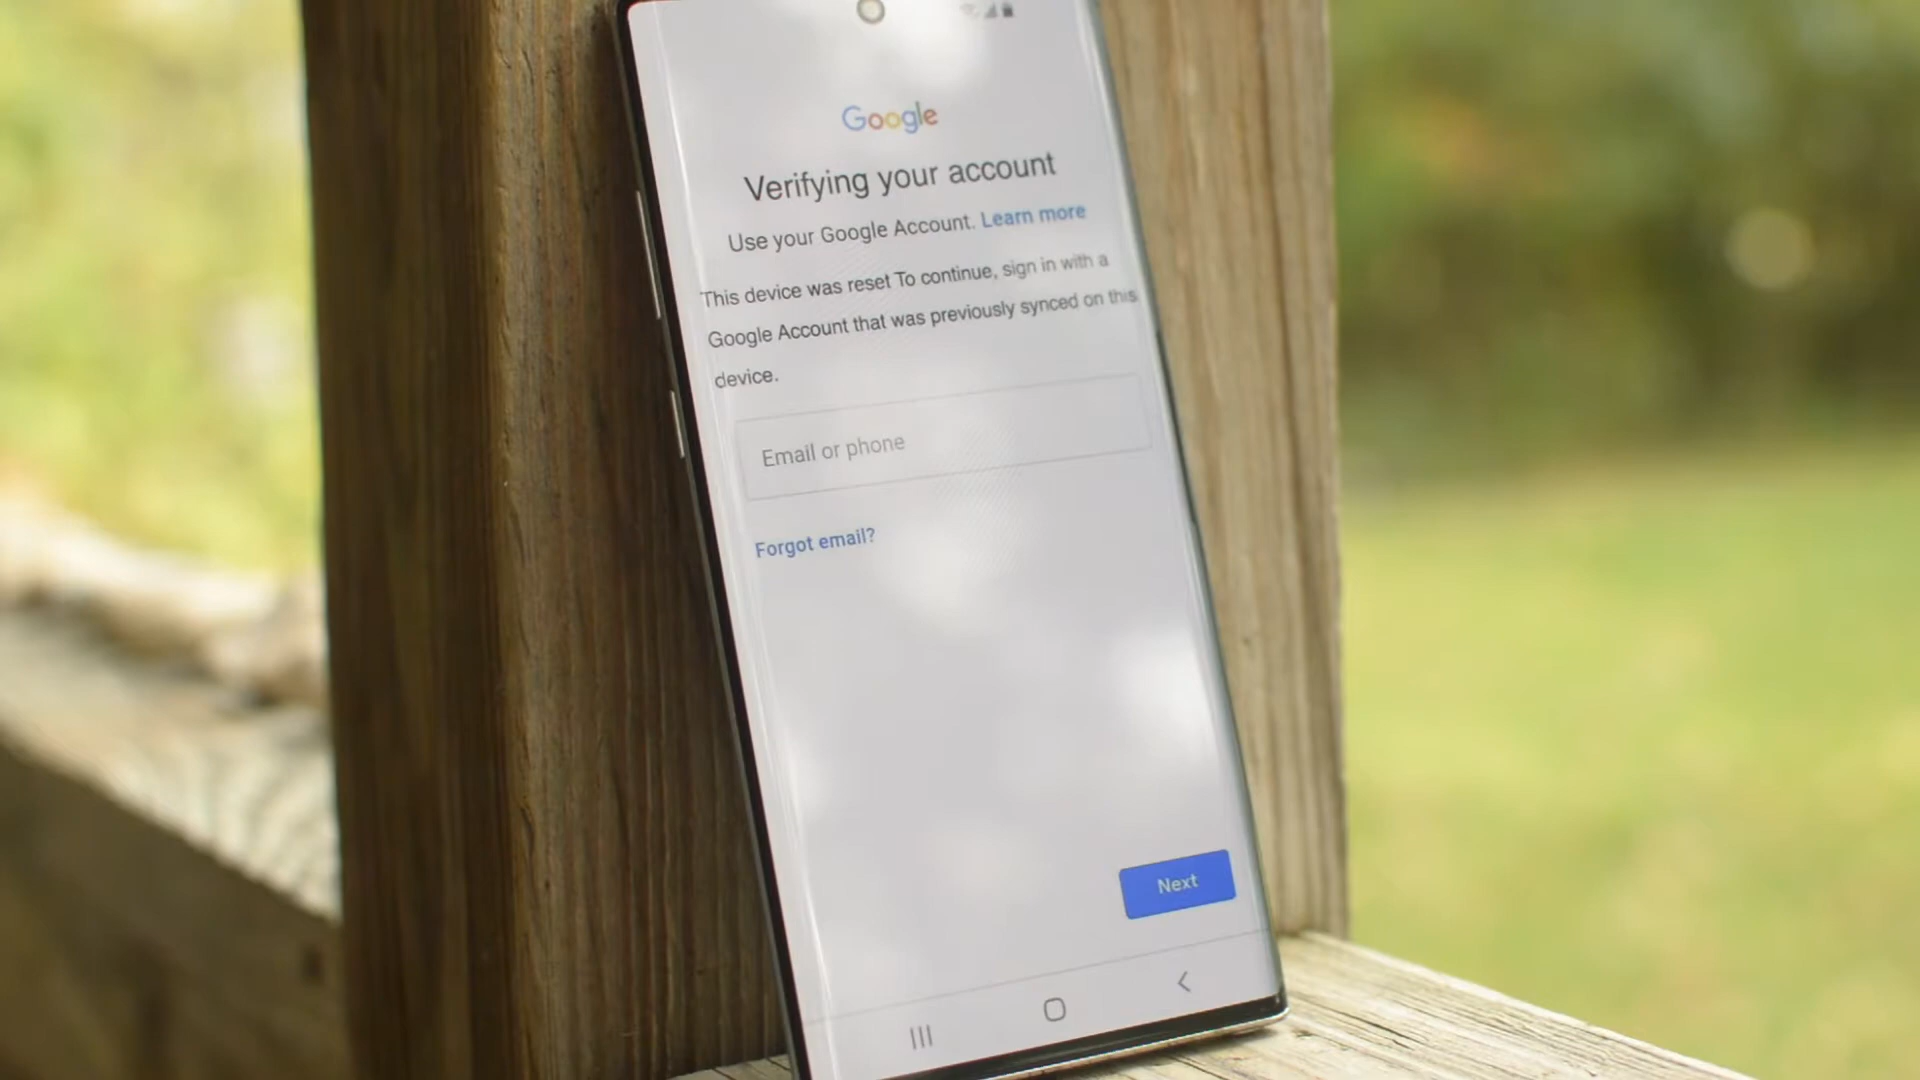 Google
Verifying your account
Use your Google Account. Learn more
This device was reset To continue, sign in with a
Google Account that was previously synced on this
device.
Email or phone
Forgot email?
Next